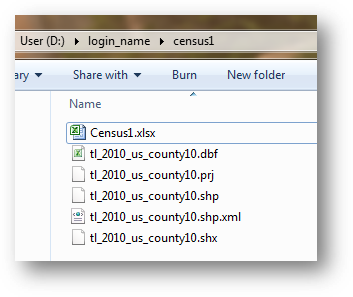 User (D:) ▸ login_name ▸ census1
ary ▾ Share with ▾ Burn New folder
Name
Census1.xlsx
tl_2010_us_county10.dbf
tl_2010_us_county10.prj
tl_2010_us_county10.shp
tl_2010_us_county10.shp.xml
tl_2010_us_county10.shx